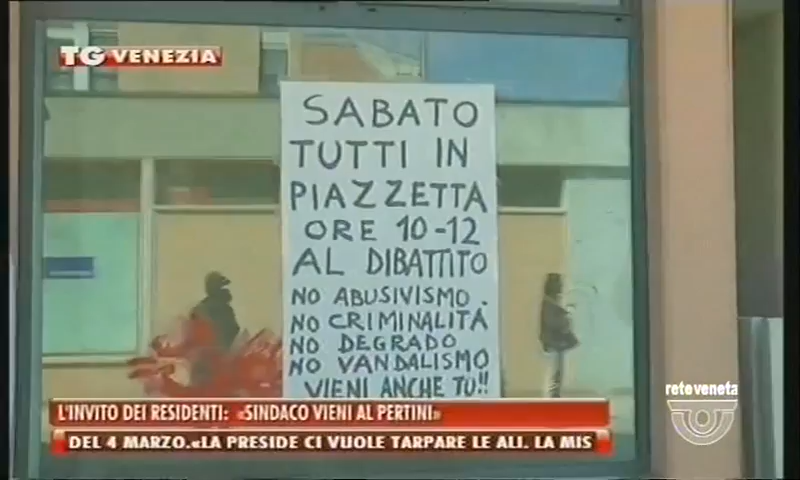 TG VENEZIA
SABATO
TUTTI IN
PIAZZETTA
ORE 10-12
AL DIBATTITO
NO ABUSIVISMO.
NO CRIMINALITÀ
NO DEGRADO
NO VANDALISMO
VIENI ANCHE TU!!
reteveneta
L'INVITO DEI RESIDENTI: «SINDACO VIENI AL PERTINI»
DEL 4 MARZO.«LA PRESIDE CI VUOLE TARPARE LE ALI. LA MIS